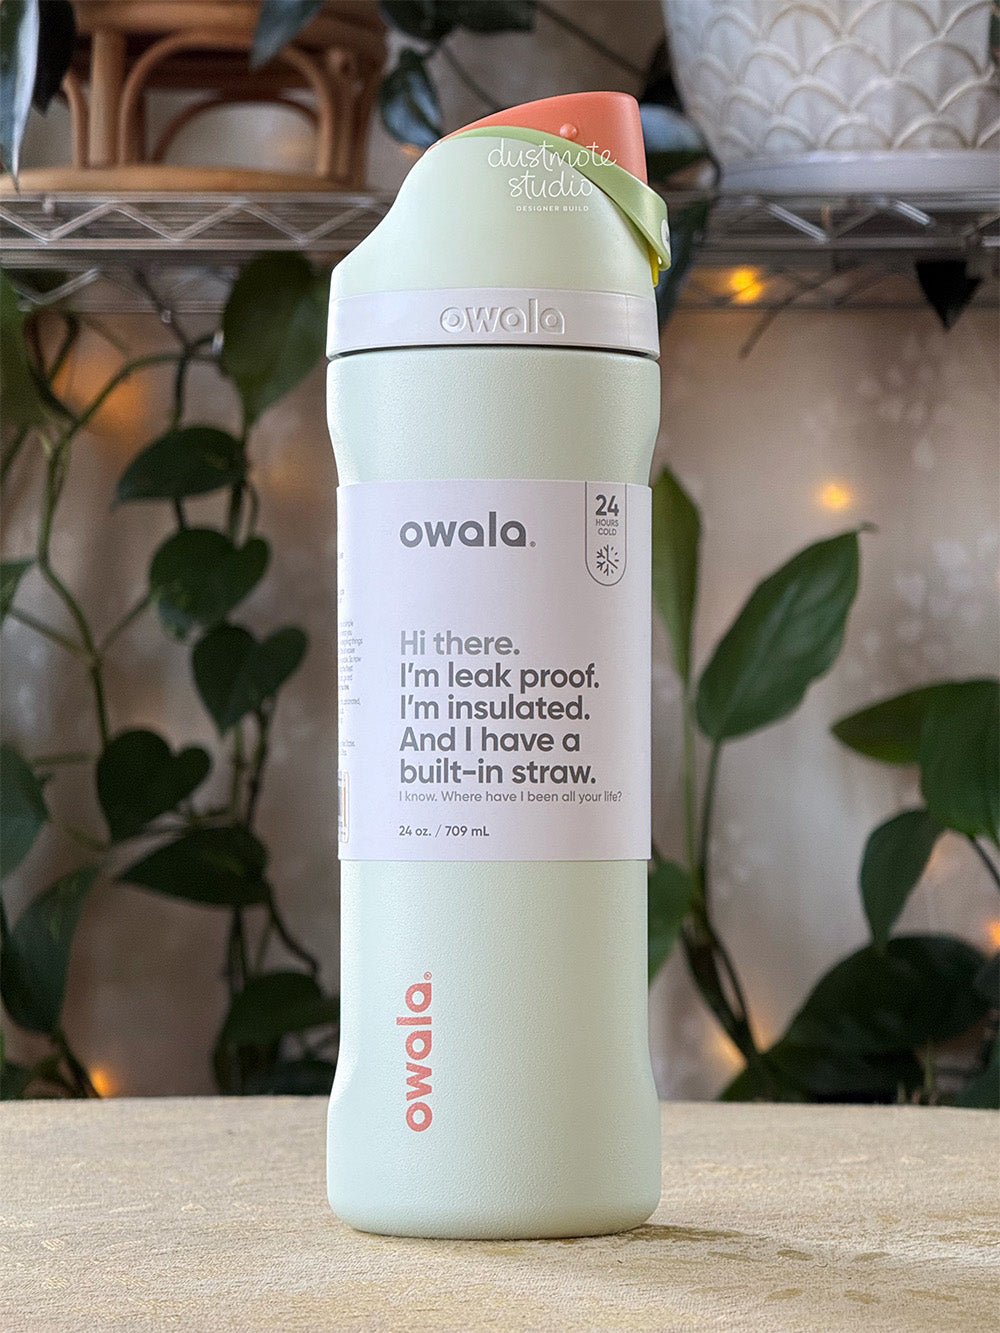 dustmote
studio
DESIGNER BUILD
owala
owala®
24
HOURS
COLD
Hi there.
I'm leak proof.
I'm insulated.
And I have a
built-in straw.
I know. Where have I been all your life?
24 oz. / 709 mL
owala®